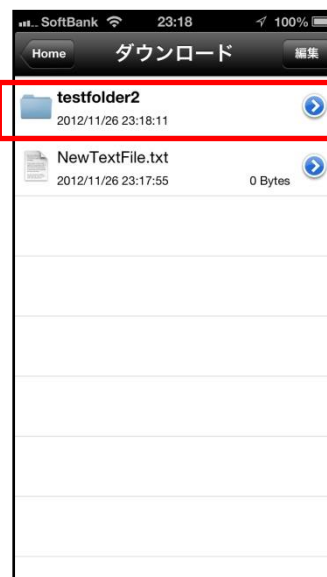 SoftBank 23:18 100%
Home ダウンロード 編集
testfolder2
2012/11/26 23:18:11
NewTextFile.txt
2012/11/26 23:17:55 0 Bytes